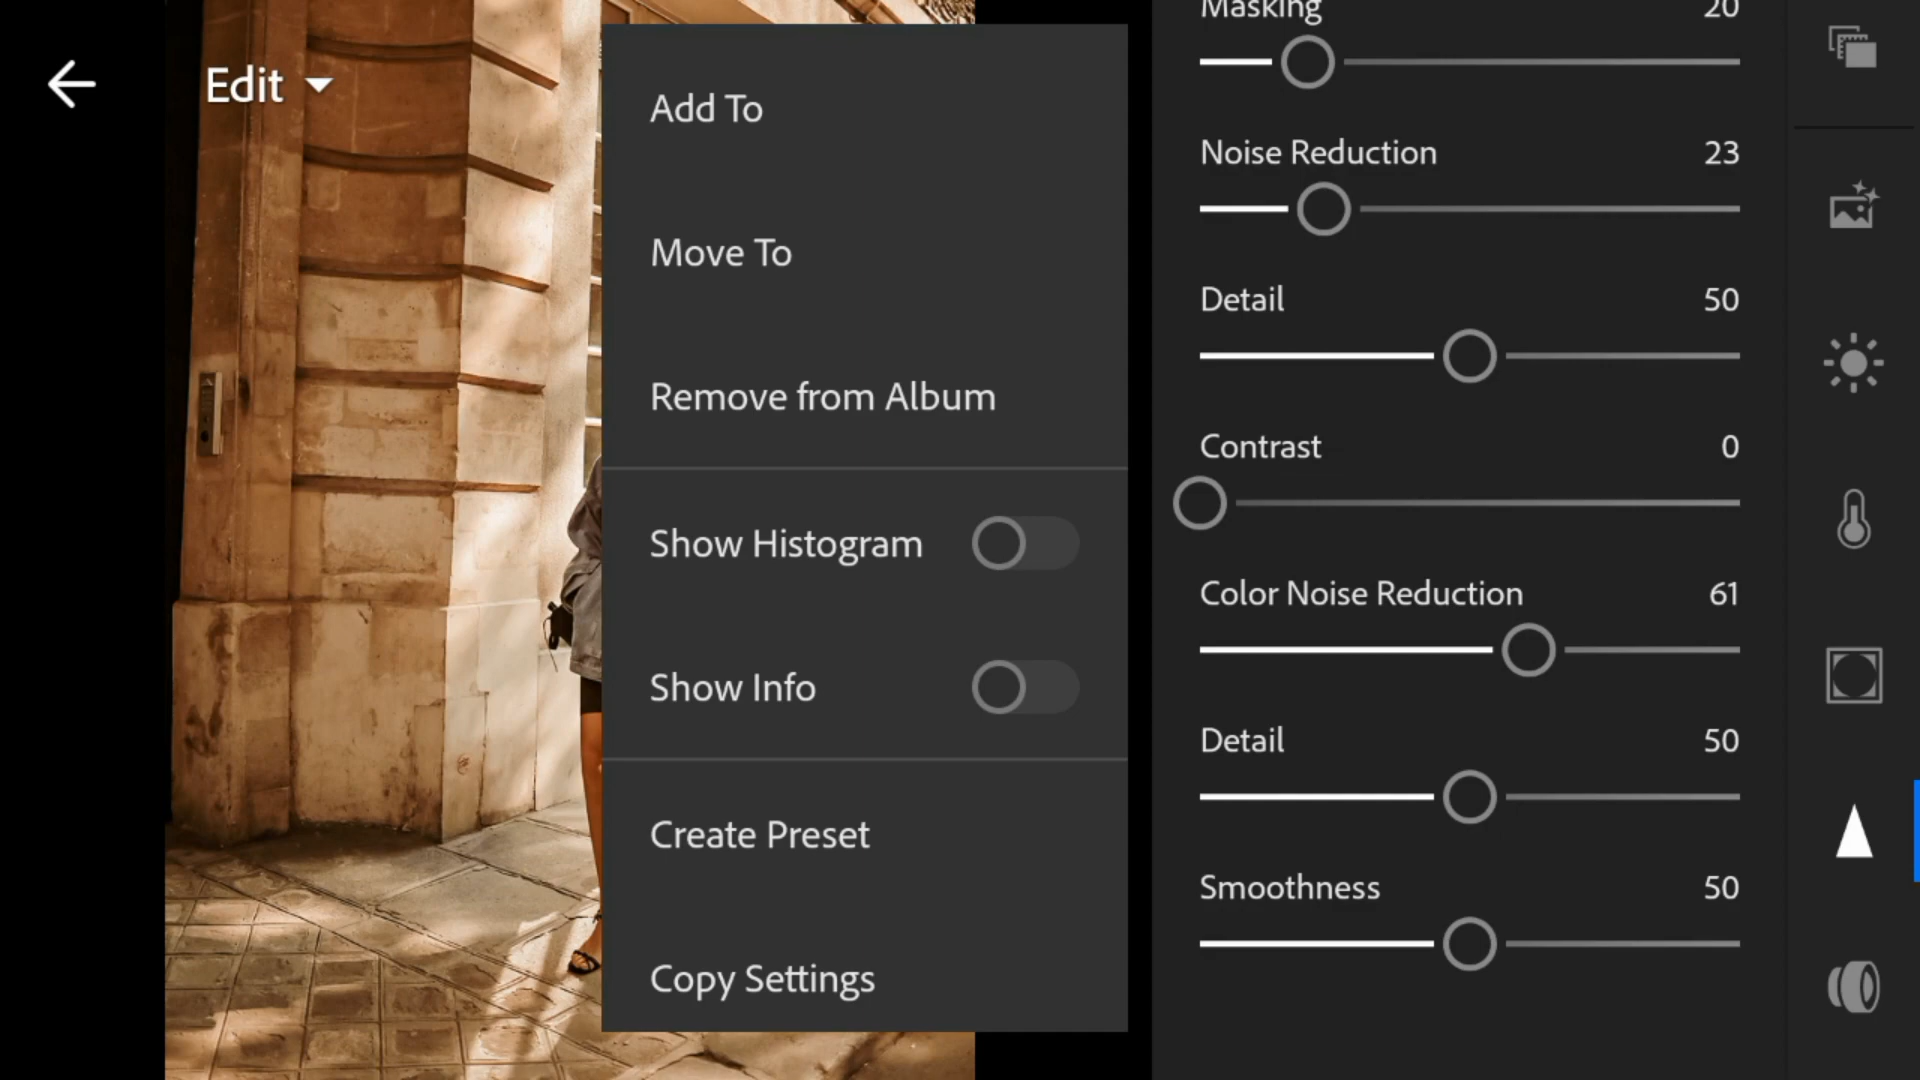 Edit
Add To
Move To
Remove from Album
Show Histogram
Show Info
Create Preset
Copy Settings
Masking 20
Noise Reduction 23
Detail 50
Contrast 0
Color Noise Reduction 61
Detail 50
Smoothness 50